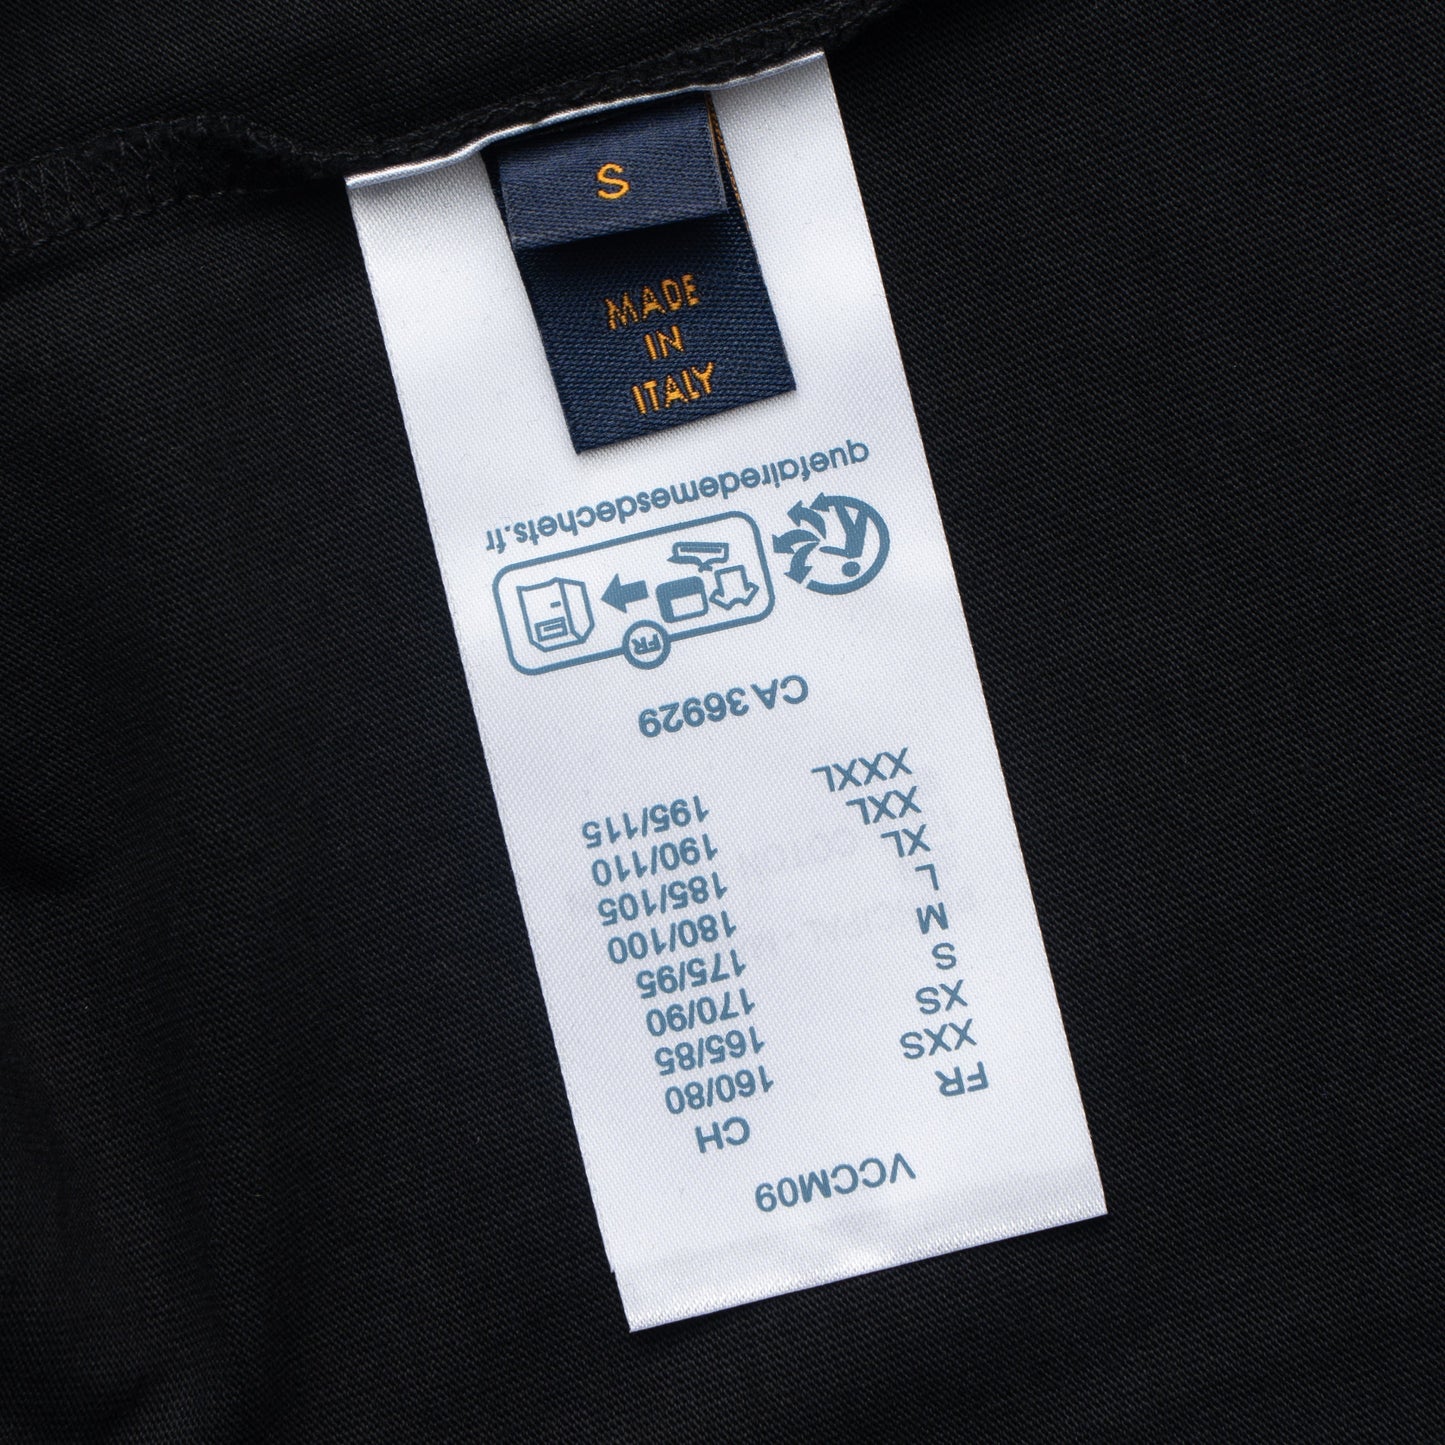 S
MADE
IN
ITALY
VCCM09
FR CH
XXS 160/80
XS 165/85
S 170/90
M 175/95
L 180/100
XL 185/105
XXL 190/110
XXXL 195/115
CA 36929
FR
quefairedemesdechets.fr